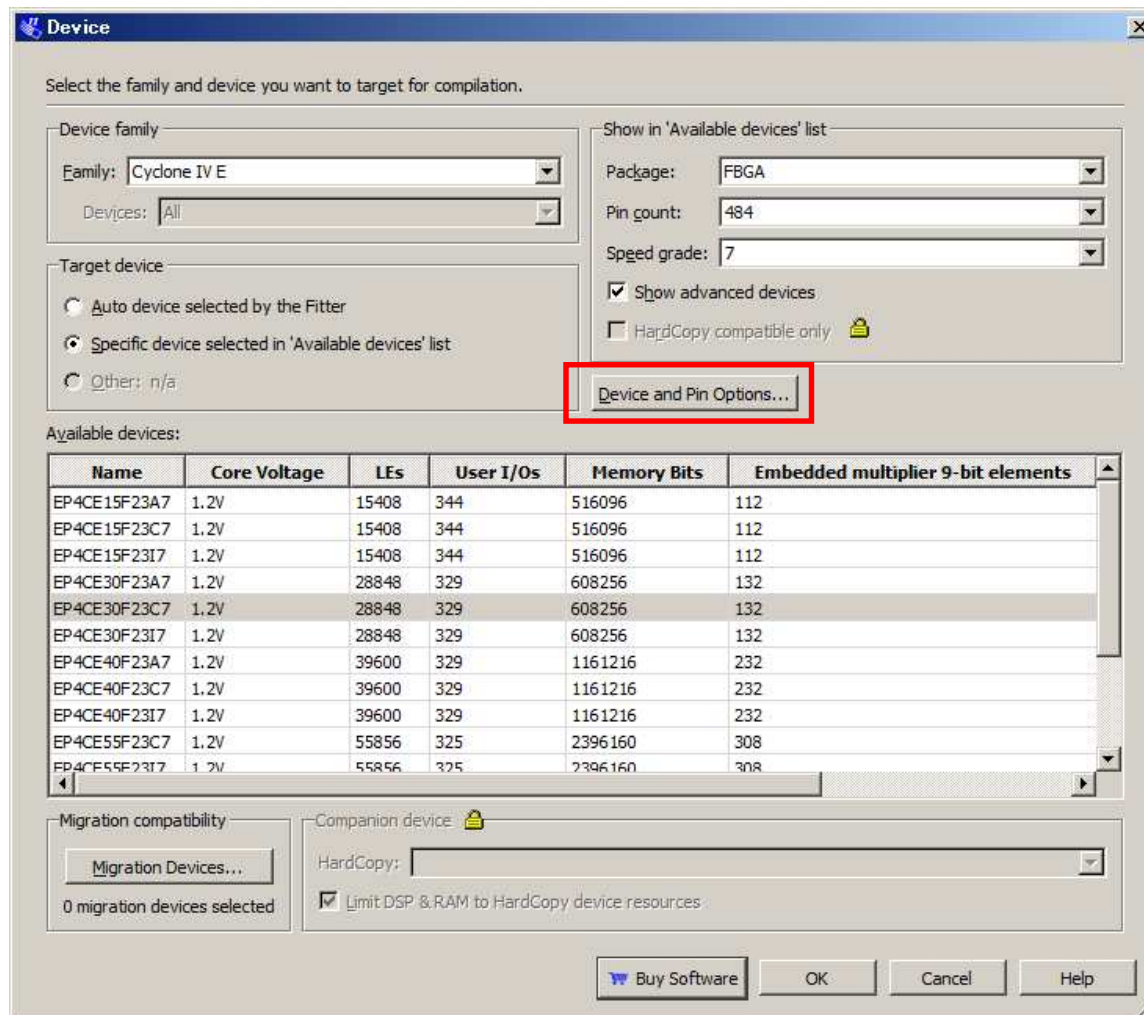 Device
Select the family and device you want to target for compilation.
Device family
Family: Cyclone IV E
Devices: All
Show in 'Available devices' list
Package: FBGA
Pin count: 484
Speed grade: 7
Show advanced devices
HardCopy compatible only
Target device
Auto device selected by the Fitter
Specific device selected in 'Available devices' list
Other: n/a
Device and Pin Options...
Available devices:
Name Core Voltage LEs User I/Os Memory Bits Embedded multiplier 9-bit elements
EP4CE15F23A7 1.2V 15408 344 516096 112
EP4CE15F23C7 1.2V 15408 344 516096 112
EP4CE15F23I7 1.2V 15408 344 516096 112
EP4CE30F23A7 1.2V 28848 329 608256 132
EP4CE30F23C7 1.2V 28848 329 608256 132
EP4CE30F23I7 1.2V 28848 329 608256 132
EP4CE40F23A7 1.2V 39600 329 1161216 232
EP4CE40F23C7 1.2V 39600 329 1161216 232
EP4CE40F23I7 1.2V 39600 329 1161216 232
EP4CE55F23C7 1.2V 55856 325 2396160 308
EP4CE55F23I7 1.2V 55856 325 2396160 308
Migration compatibility
Migration Devices...
0 migration devices selected
Companion device
HardCopy:
Limit DSP & RAM to HardCopy device resources
Buy Software OK Cancel Help